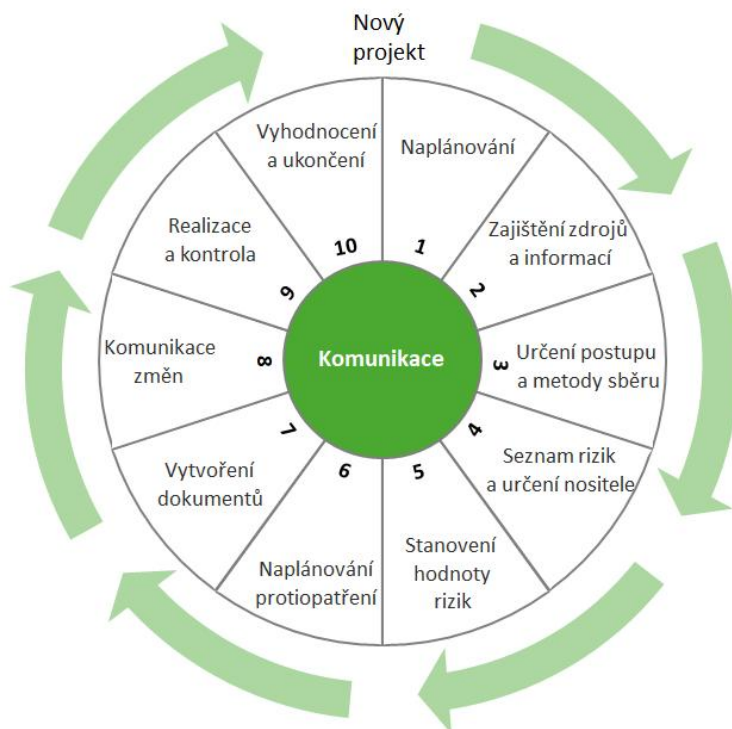 Nový
projekt
Naplánování
1
Zajištění zdrojů
a informací
2
Určení postupu
a metody sběru
3
Seznam rizik
a určení nositele
4
Stanovení
hodnoty
rizik
5
Naplánování
protiopatření
6
Vytvoření
dokumentů
7
Komunikace
změn
8
Realizace
a kontrola
9
Vyhodnocení
a ukončení
10
Komunikace